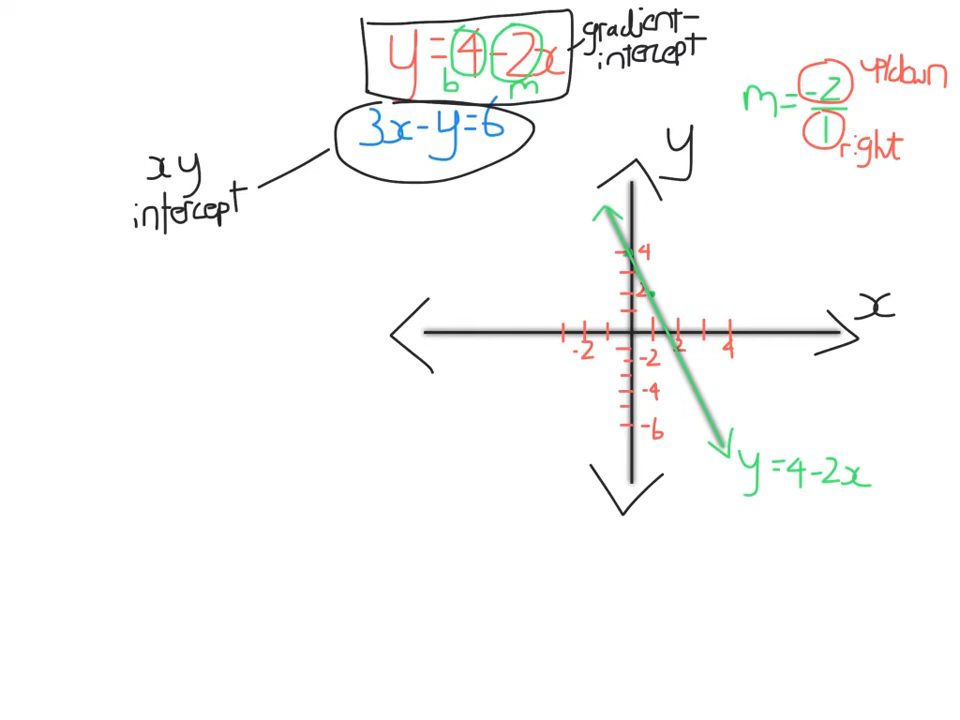 y = 4 - 2x
b m
gradient-
intercept
3x - y = 6
x y
intercept
m = -2/1
up/down
right
y
x
4
2
-2
2
4
-2
-4
-6
y = 4 - 2x